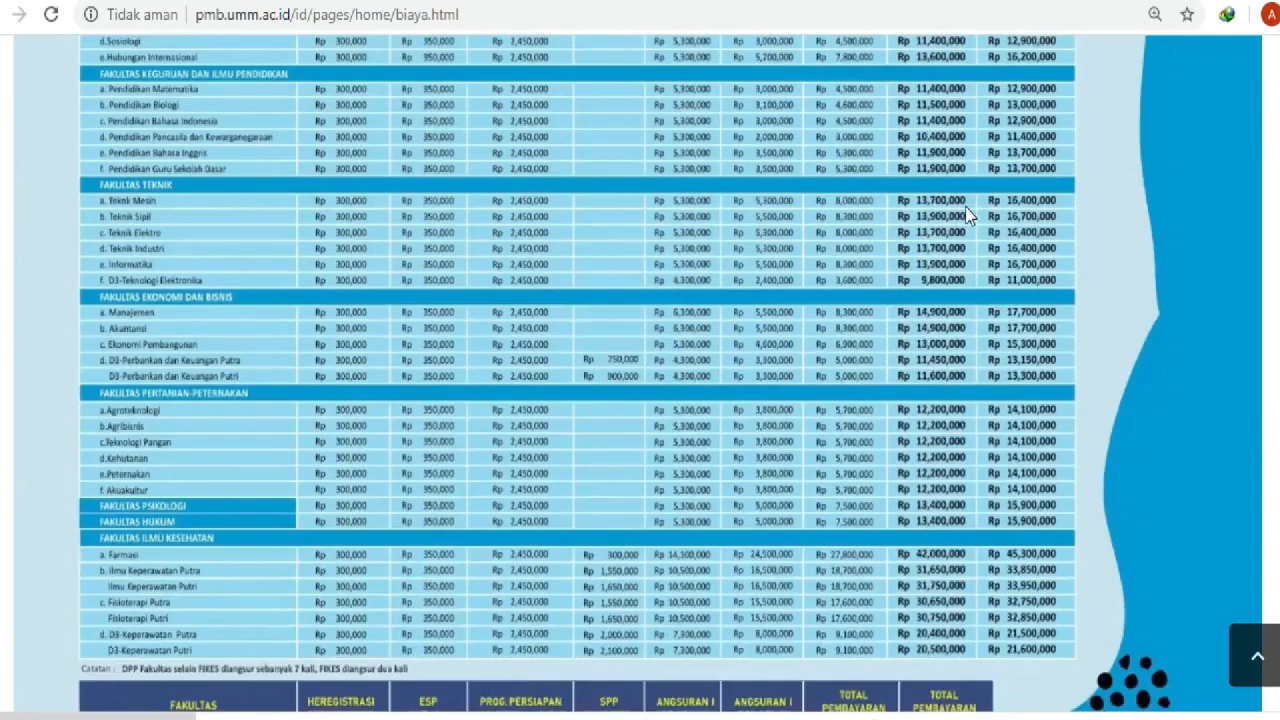 Tidak aman | pmb.umm.ac.id/id/pages/home/biaya.html A
d.Sosiologi Rp 300,000 Rp 350,000 Rp 2,450,000 Rp 5,300,000 Rp 3,000,000 Rp 4,500,000 Rp 11,400,000 Rp 12,900,000
e.Hubungan Internasional Rp 300,000 Rp 350,000 Rp 2,450,000 Rp 5,300,000 Rp 5,200,000 Rp 7,800,000 Rp 13,600,000 Rp 16,200,000
FAKULTAS KEGURUAN DAN ILMU PENDIDIKAN
a. Pendidikan Matematika Rp 300,000 Rp 350,000 Rp 2,450,000 Rp 5,300,000 Rp 3,000,000 Rp 4,500,000 Rp 11,400,000 Rp 12,900,000
b. Pendidikan Biologi Rp 300,000 Rp 350,000 Rp 2,450,000 Rp 5,300,000 Rp 3,100,000 Rp 4,600,000 Rp 11,500,000 Rp 13,000,000
c. Pendidikan Bahasa Indonesia Rp 300,000 Rp 350,000 Rp 2,450,000 Rp 5,300,000 Rp 3,000,000 Rp 4,500,000 Rp 11,400,000 Rp 12,900,000
d. Pendidikan Pancasila dan Kewarganegaraan Rp 300,000 Rp 350,000 Rp 2,450,000 Rp 5,300,000 Rp 2,000,000 Rp 3,000,000 Rp 10,400,000 Rp 11,400,000
e. Pendidikan Bahasa Inggris Rp 300,000 Rp 350,000 Rp 2,450,000 Rp 5,300,000 Rp 3,500,000 Rp 5,300,000 Rp 11,900,000 Rp 13,700,000
f. Pendidikan Guru Sekolah Dasar Rp 300,000 Rp 350,000 Rp 2,450,000 Rp 5,300,000 Rp 3,500,000 Rp 5,300,000 Rp 11,900,000 Rp 13,700,000
FAKULTAS TEKNIK
a. Teknik Mesin Rp 300,000 Rp 350,000 Rp 2,450,000 Rp 5,300,000 Rp 5,300,000 Rp 8,000,000 Rp 13,700,000 Rp 16,400,000
b. Teknik Sipil Rp 300,000 Rp 350,000 Rp 2,450,000 Rp 5,300,000 Rp 5,500,000 Rp 8,300,000 Rp 13,900,000 Rp 16,700,000
c. Teknik Elektro Rp 300,000 Rp 350,000 Rp 2,450,000 Rp 5,300,000 Rp 5,300,000 Rp 8,000,000 Rp 13,700,000 Rp 16,400,000
d. Teknik Industri Rp 300,000 Rp 350,000 Rp 2,450,000 Rp 5,300,000 Rp 5,300,000 Rp 8,000,000 Rp 13,700,000 Rp 16,400,000
e. Informatika Rp 300,000 Rp 350,000 Rp 2,450,000 Rp 5,300,000 Rp 5,500,000 Rp 8,300,000 Rp 13,900,000 Rp 16,700,000
f. D3-Teknologi Elektronika Rp 300,000 Rp 350,000 Rp 2,450,000 Rp 4,300,000 Rp 2,400,000 Rp 3,600,000 Rp 9,800,000 Rp 11,000,000
FAKULTAS EKONOMI DAN BISNIS
a. Manajemen Rp 300,000 Rp 350,000 Rp 2,450,000 Rp 6,300,000 Rp 5,500,000 Rp 8,300,000 Rp 14,900,000 Rp 17,700,000
b. Akuntansi Rp 300,000 Rp 350,000 Rp 2,450,000 Rp 6,300,000 Rp 5,500,000 Rp 8,300,000 Rp 14,900,000 Rp 17,700,000
c. Ekonomi Pembangunan Rp 300,000 Rp 350,000 Rp 2,450,000 Rp 5,300,000 Rp 4,600,000 Rp 6,900,000 Rp 13,000,000 Rp 15,300,000
d. D3-Perbankan dan Keuangan Putra Rp 300,000 Rp 350,000 Rp 2,450,000 Rp 750,000 Rp 4,300,000 Rp 3,300,000 Rp 5,000,000 Rp 11,450,000 Rp 13,150,000
D3-Perbankan dan Keuangan Putri Rp 300,000 Rp 350,000 Rp 2,450,000 Rp 900,000 Rp 4,300,000 Rp 3,300,000 Rp 5,000,000 Rp 11,600,000 Rp 13,300,000
FAKULTAS PERTANIAN-PETERNAKAN
a.Agroteknologi Rp 300,000 Rp 350,000 Rp 2,450,000 Rp 5,300,000 Rp 3,800,000 Rp 5,700,000 Rp 12,200,000 Rp 14,100,000
b.Agribisnis Rp 300,000 Rp 350,000 Rp 2,450,000 Rp 5,300,000 Rp 3,800,000 Rp 5,700,000 Rp 12,200,000 Rp 14,100,000
c.Teknologi Pangan Rp 300,000 Rp 350,000 Rp 2,450,000 Rp 5,300,000 Rp 3,800,000 Rp 5,700,000 Rp 12,200,000 Rp 14,100,000
d.Kehutanan Rp 300,000 Rp 350,000 Rp 2,450,000 Rp 5,300,000 Rp 3,800,000 Rp 5,700,000 Rp 12,200,000 Rp 14,100,000
e.Peternakan Rp 300,000 Rp 350,000 Rp 2,450,000 Rp 5,300,000 Rp 3,800,000 Rp 5,700,000 Rp 12,200,000 Rp 14,100,000
f. Akuakultur Rp 300,000 Rp 350,000 Rp 2,450,000 Rp 5,300,000 Rp 3,800,000 Rp 5,700,000 Rp 12,200,000 Rp 14,100,000
FAKULTAS PSIKOLOGI Rp 300,000 Rp 350,000 Rp 2,450,000 Rp 5,300,000 Rp 5,000,000 Rp 7,500,000 Rp 13,400,000 Rp 15,900,000
FAKULTAS HUKUM Rp 300,000 Rp 350,000 Rp 2,450,000 Rp 5,300,000 Rp 5,000,000 Rp 7,500,000 Rp 13,400,000 Rp 15,900,000
FAKULTAS ILMU KESEHATAN
a. Farmasi Rp 300,000 Rp 350,000 Rp 2,450,000 Rp 300,000 Rp 14,100,000 Rp 24,500,000 Rp 27,800,000 Rp 42,000,000 Rp 45,300,000
b. Ilmu Keperawatan Putra Rp 300,000 Rp 350,000 Rp 2,450,000 Rp 1,550,000 Rp 10,500,000 Rp 16,500,000 Rp 18,700,000 Rp 31,650,000 Rp 33,850,000
Ilmu Keperawatan Putri Rp 300,000 Rp 350,000 Rp 2,450,000 Rp 1,650,000 Rp 10,500,000 Rp 16,500,000 Rp 18,700,000 Rp 31,750,000 Rp 33,950,000
c. Fisioterapi Putra Rp 300,000 Rp 350,000 Rp 2,450,000 Rp 1,550,000 Rp 10,500,000 Rp 15,500,000 Rp 17,600,000 Rp 30,650,000 Rp 32,750,000
Fisioterapi Putri Rp 300,000 Rp 350,000 Rp 2,450,000 Rp 1,650,000 Rp 10,500,000 Rp 15,500,000 Rp 17,600,000 Rp 30,750,000 Rp 32,850,000
d. D3-Keperawatan Putra Rp 300,000 Rp 350,000 Rp 2,450,000 Rp 2,000,000 Rp 7,300,000 Rp 8,000,000 Rp 9,100,000 Rp 20,400,000 Rp 21,500,000
D3-Keperawatan Putri Rp 300,000 Rp 350,000 Rp 2,450,000 Rp 2,100,000 Rp 7,300,000 Rp 8,000,000 Rp 9,100,000 Rp 20,500,000 Rp 21,600,000
Catatan : DPP Fakultas selain FIKES diangsur sebanyak 7 kali, FIKES diangsur dua kali
FAKULTAS HEREGISTRASI ESP PROG. PERSIAPAN SPP ANGSURAN I ANGSURAN I TOTAL PEMBAYARAN TOTAL PEMBAYARAN